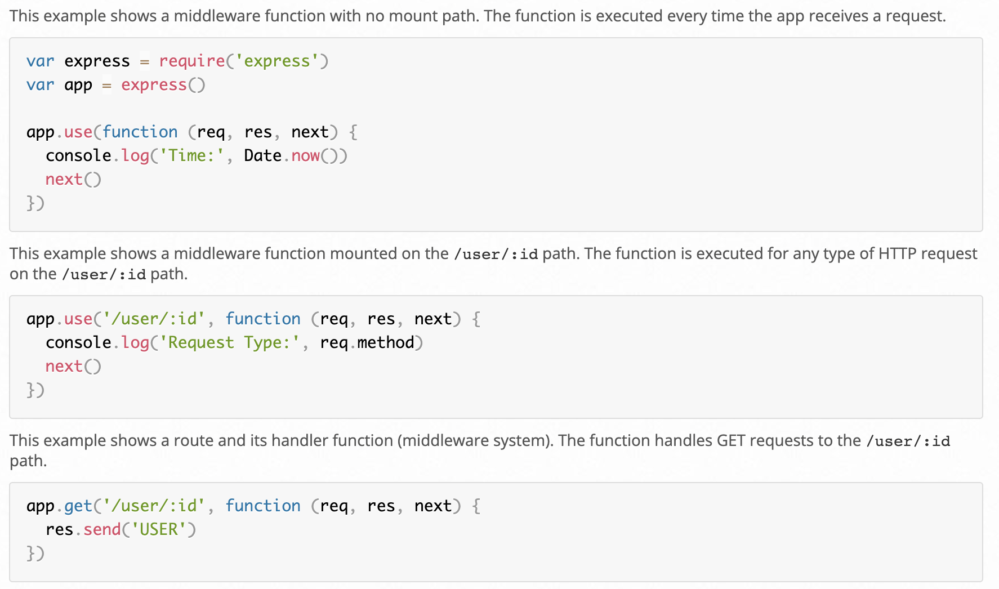 This example shows a middleware function with no mount path. The function is executed every time the app receives a request.
var express = require('express')
var app = express()
app.use(function (req, res, next) {
  console.log('Time:', Date.now())
  next()
})
This example shows a middleware function mounted on the /user/:id path. The function is executed for any type of HTTP request
on the /user/:id path.
app.use('/user/:id', function (req, res, next) {
  console.log('Request Type:', req.method)
  next()
})
This example shows a route and its handler function (middleware system). The function handles GET requests to the /user/:id
path.
app.get('/user/:id', function (req, res, next) {
  res.send('USER')
})